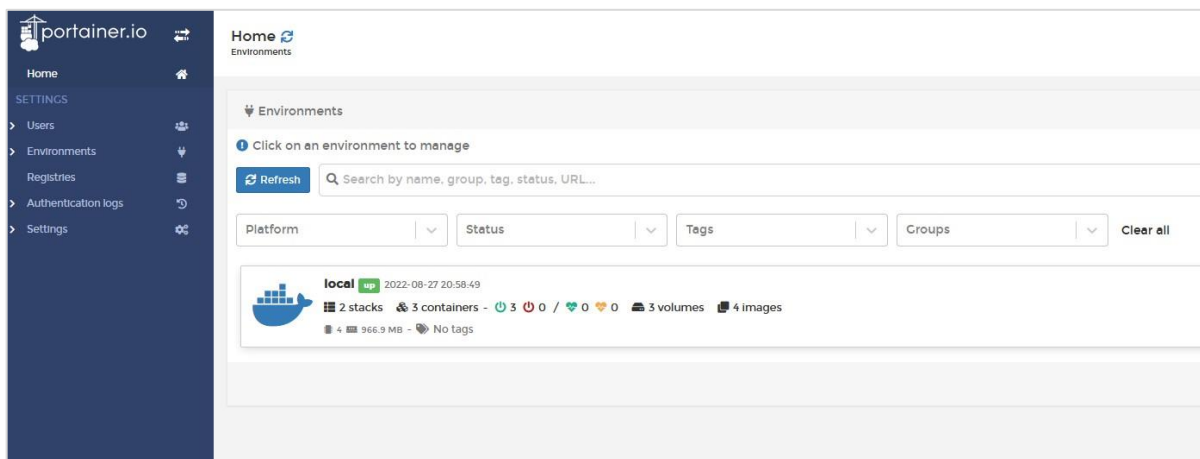 portainer.io
Home
SETTINGS
Users
Environments
Registries
Authentication logs
Settings
Home
Environments
Environments
Click on an environment to manage
Refresh
Search by name, group, tag, status, URL...
Platform Status Tags Groups Clear all
local up 2022-08-27 20:58:49
2 stacks 3 containers - 3 0 / 0 0 3 volumes 4 images
4 966.9 MB - No tags